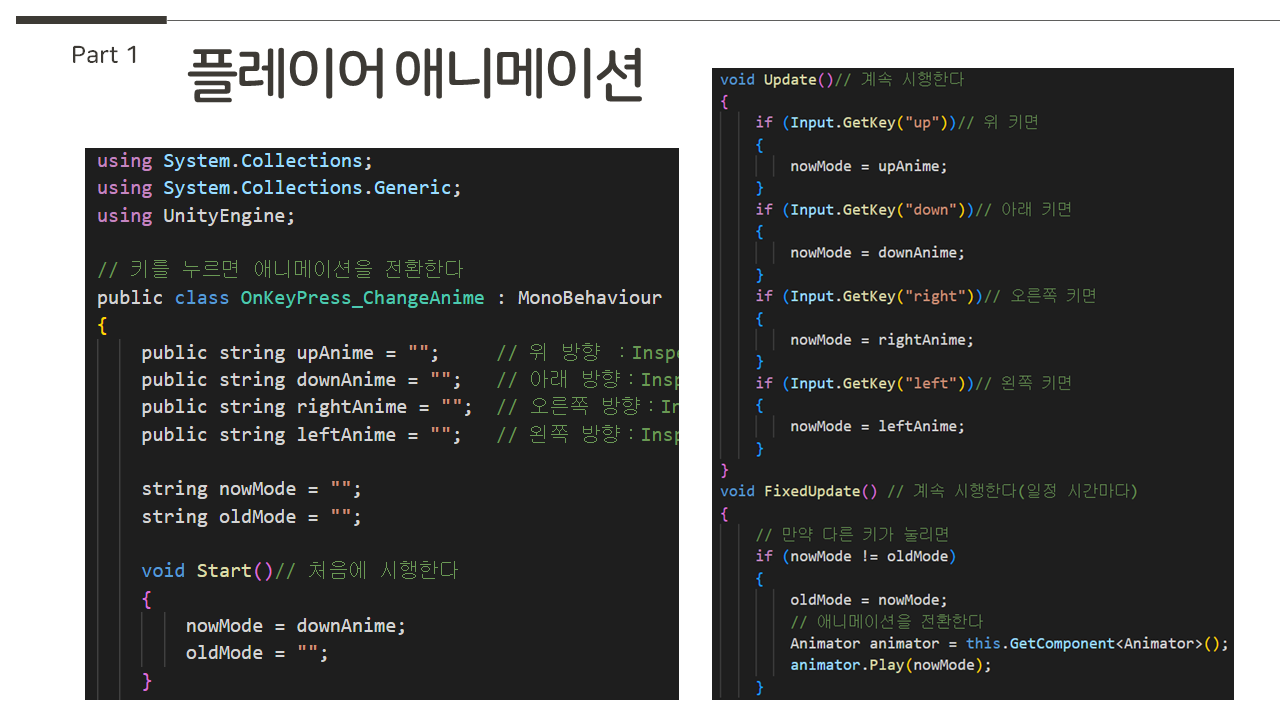 Part 1
플레이어 애니메이션
using System.Collections;
using System.Collections.Generic;
using UnityEngine;
// 키를 누르면 애니메이션을 전환한다
public class OnKeyPress_ChangeAnime : MonoBehaviour
{
public string upAnime = "";      // 위 방향 :
public string downAnime = "";   // 아래 방향:
public string rightAnime = "";  // 오른쪽 방향:
public string leftAnime = "";   // 왼쪽 방향:
string nowMode = "";
string oldMode = "";
void Start()// 처음에 시행한다
{
nowMode = downAnime;
oldMode = "";
}
void Update()// 계속 시행한다
{
if (Input.GetKey("up"))// 위 키면
{
nowMode = upAnime;
}
if (Input.GetKey("down"))// 아래 키면
{
nowMode = downAnime;
}
if (Input.GetKey("right"))// 오른쪽 키면
{
nowMode = rightAnime;
}
if (Input.GetKey("left"))// 왼쪽 키면
{
nowMode = leftAnime;
}
}
void FixedUpdate() // 계속 시행한다(일정 시간마다)
{
// 만약 다른 키가 눌리면
if (nowMode != oldMode)
{
oldMode = nowMode;
// 애니메이션을 전환한다
Animator animator = this.GetComponent<Animator>();
animator.Play(nowMode);
}